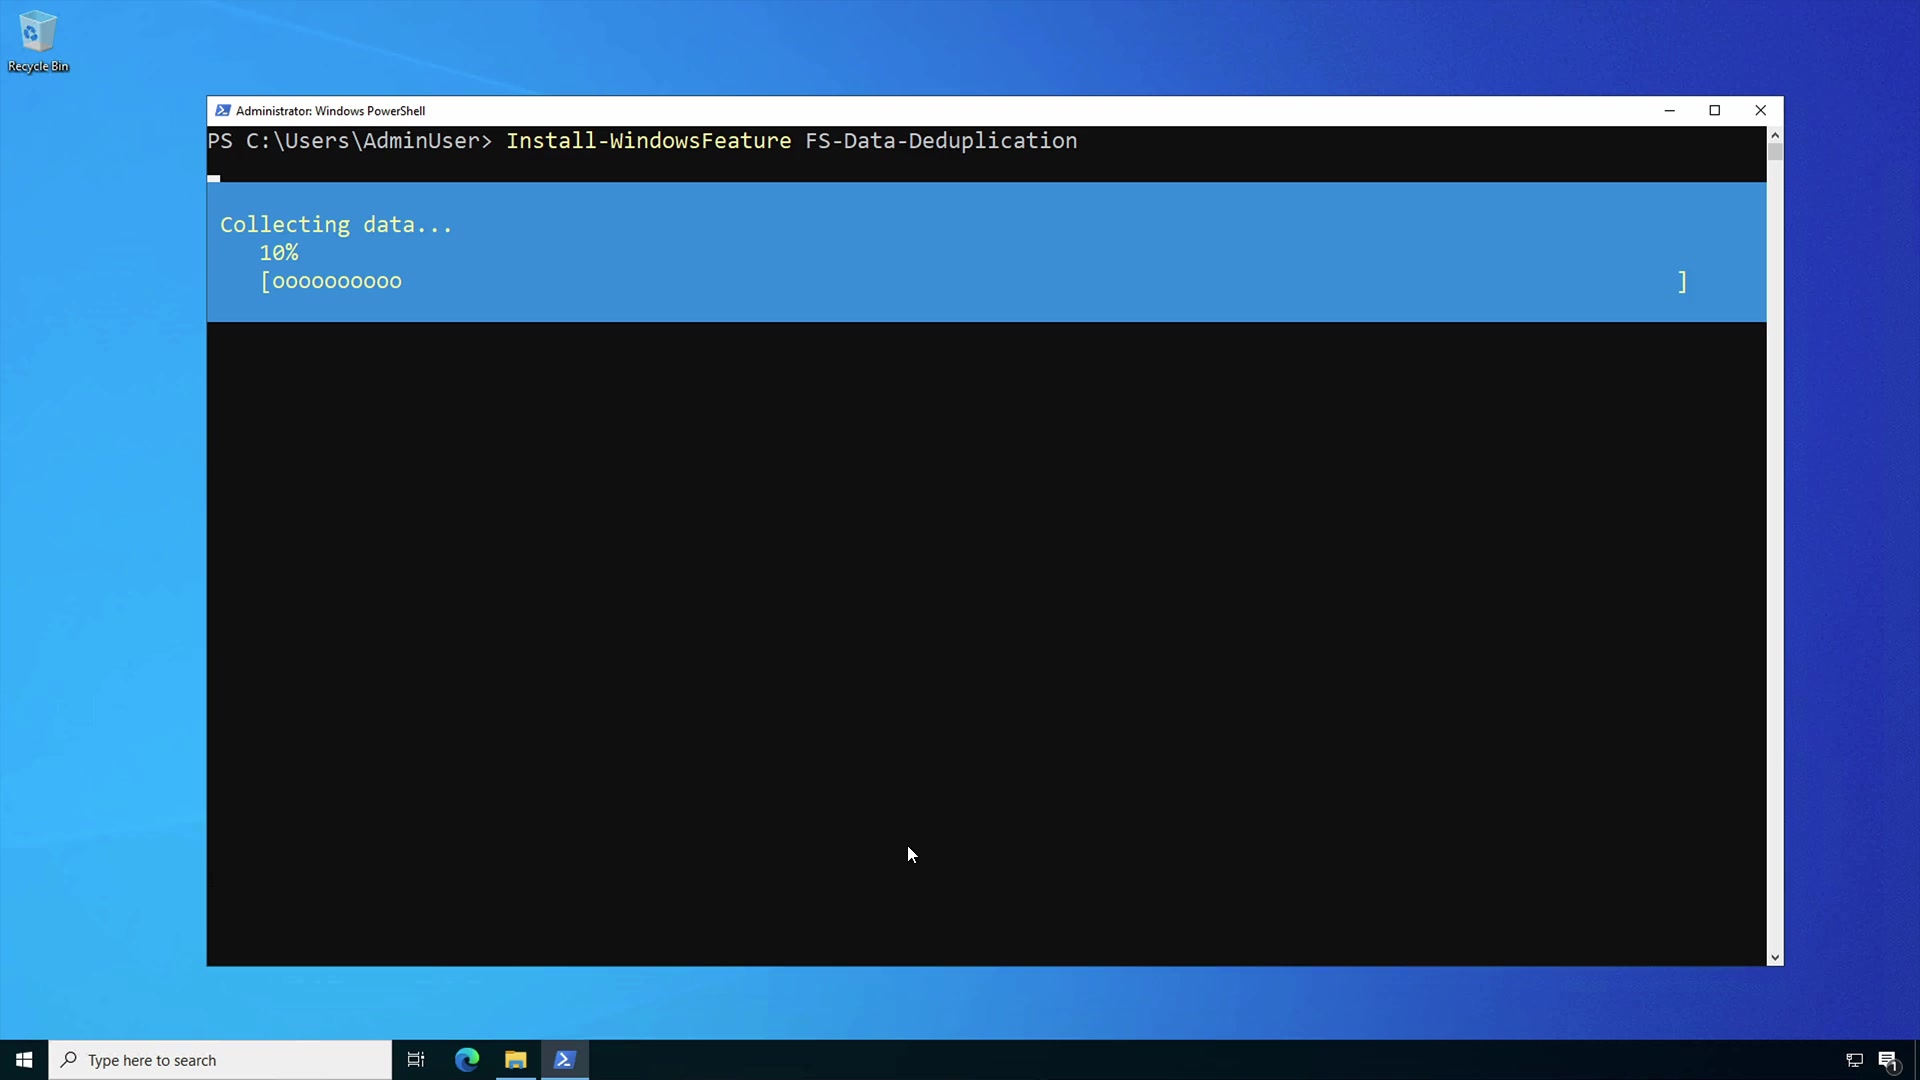 Recycle Bin
Administrator: Windows PowerShell
PS C:\Users\AdminUser> Install-WindowsFeature FS-Data-Deduplication
Collecting data...
10%
[oooooooooo ]
Type here to search
1